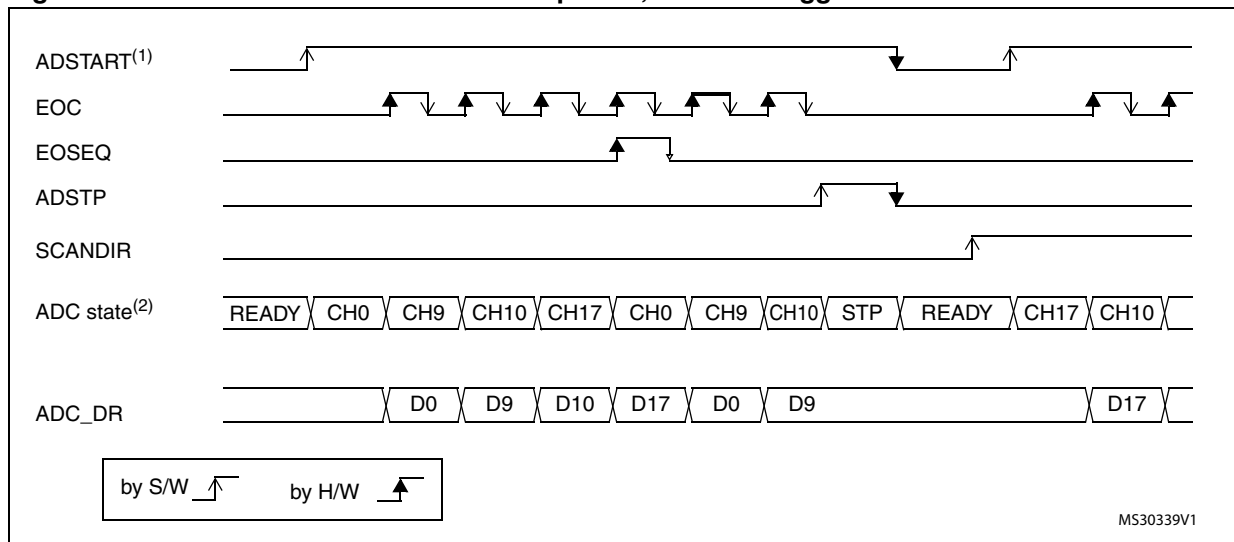 ADSTART(1)
EOC
EOSEQ
ADSTP
SCANDIR
ADC state(2) READY CH0 CH9 CH10 CH17 CH0 CH9 CH10 STP READY CH17 CH10
ADC_DR D0 D9 D10 D17 D0 D9 D17
by S/W by H/W
MS30339V1